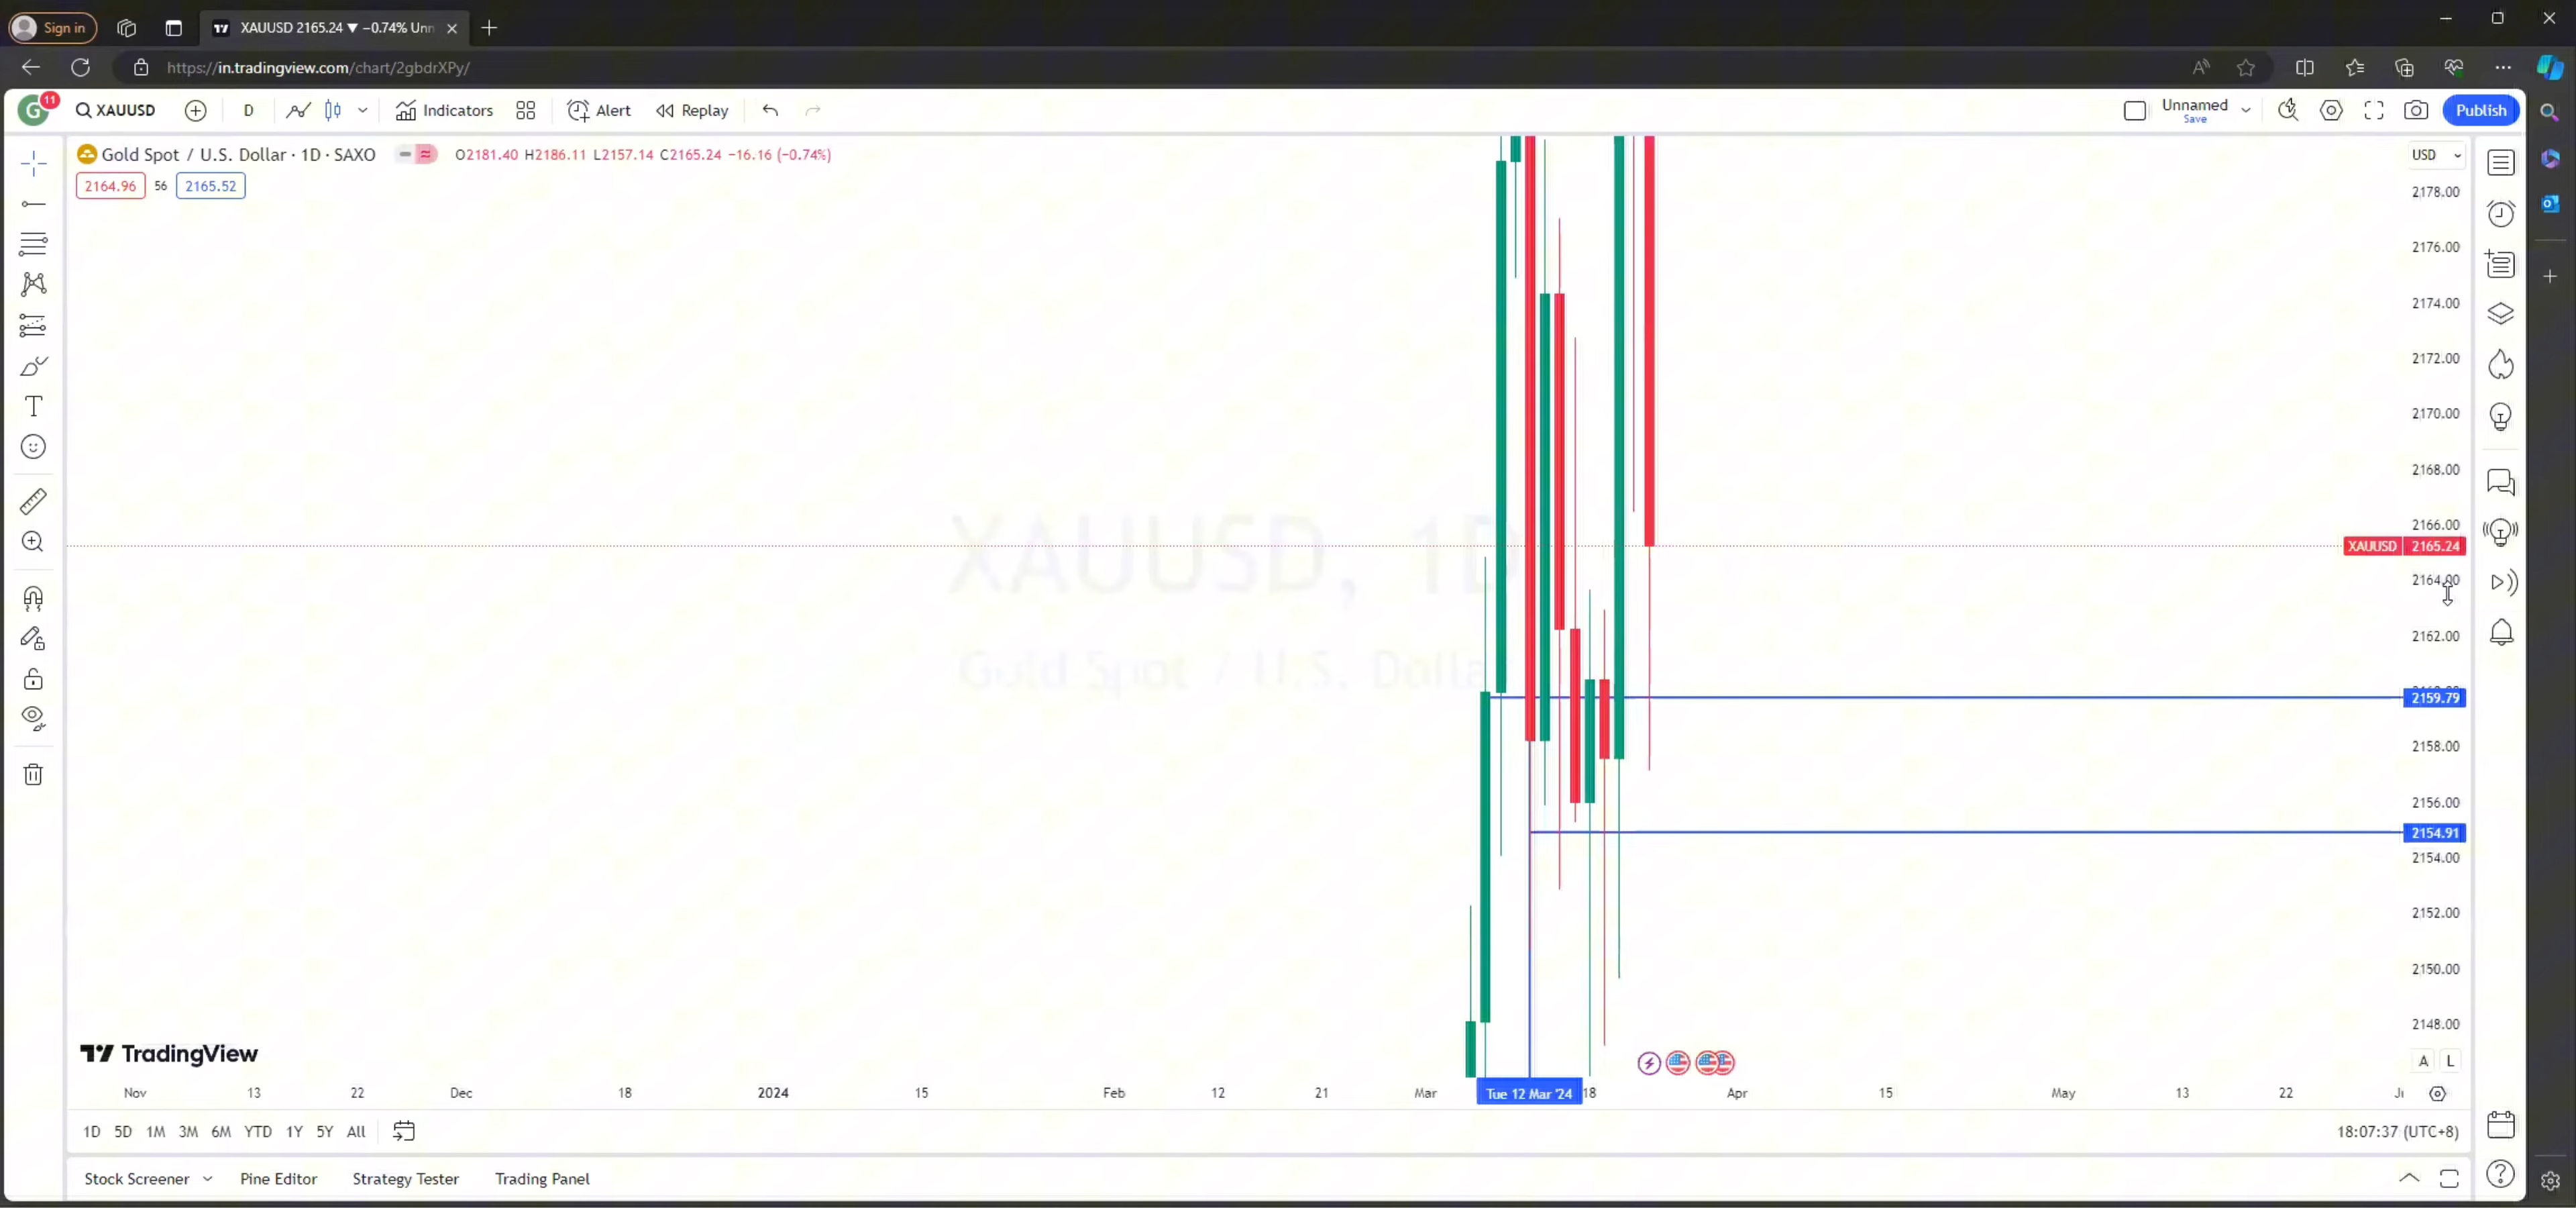 Sign in
XAUUSD 2165.24 ▼ −0.74% Unn
https://in.tradingview.com/chart/2gbdrXPy/
G 11 XAUUSD D Indicators Alert Replay Unnamed Save Publish
Gold Spot / U.S. Dollar · 1D · SAXO O2181.40 H2186.11 L2157.14 C2165.24 −16.16 (−0.74%) USD
2164.96 56 2165.52
2178.00
2176.00
2174.00
2172.00
2170.00
2168.00
XAUUSD, 1D
Gold Spot / U.S. Dolla
2166.00
XAUUSD 2165.24
2164.00
2162.00
2159.79
2158.00
2156.00
2154.91
2154.00
2152.00
2150.00
2148.00
TradingView
A L
Nov 13 22 Dec 18 2024 15 Feb 12 21 Mar Tue 12 Mar '24 18 Apr 15 May 13 22
1D 5D 1M 3M 6M YTD 1Y 5Y All 18:07:37 (UTC+8)
Stock Screener Pine Editor Strategy Tester Trading Panel